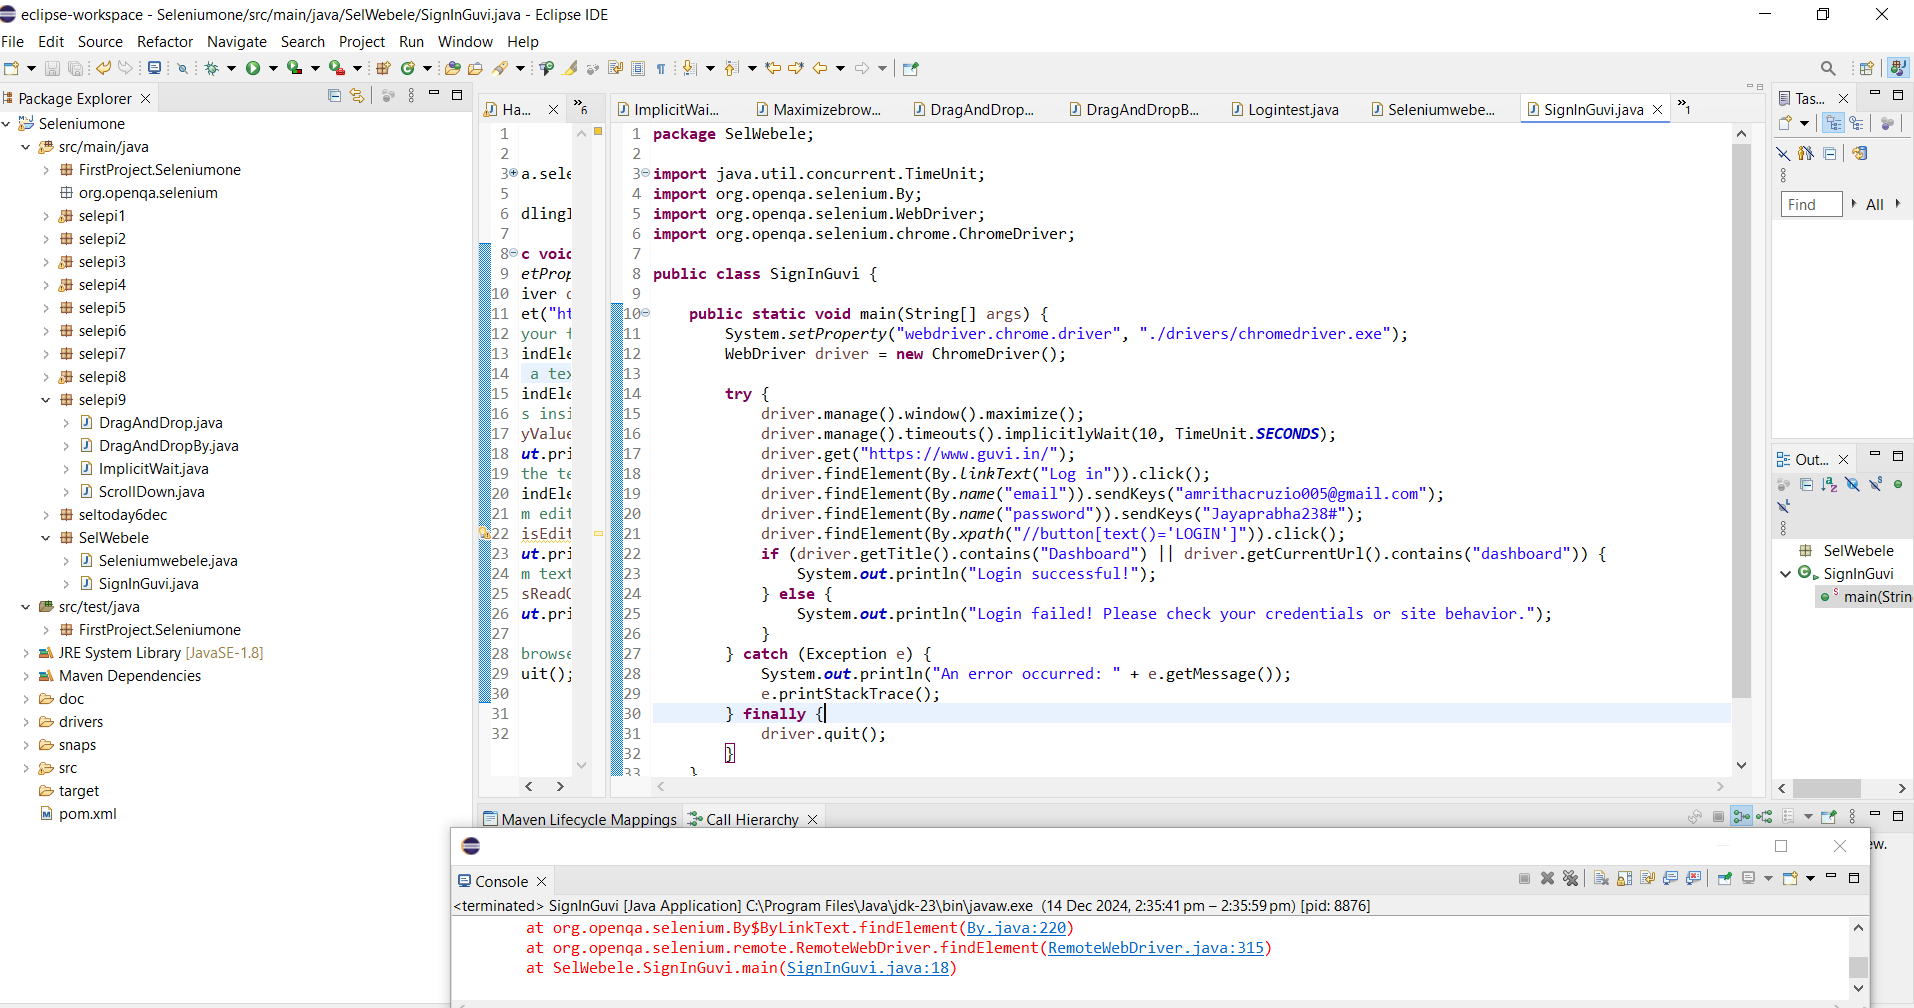 eclipse-workspace - Seleniumone/src/main/java/SelWebele/SignInGuvi.java - Eclipse IDE
File Edit Source Refactor Navigate Search Project Run Window Help
Package Explorer
Seleniumone
src/main/java
FirstProject.Seleniumone
org.openqa.selenium
selepi1
selepi2
selepi3
selepi4
selepi5
selepi6
selepi7
selepi8
selepi9
DragAndDrop.java
DragAndDropBy.java
ImplicitWait.java
ScrollDown.java
seltoday6dec
SelWebele
Seleniumwebele.java
SignInGuvi.java
src/test/java
FirstProject.Seleniumone
JRE System Library [JavaSE-1.8]
Maven Dependencies
doc
drivers
snaps
src
target
pom.xml
Ha... »6
1
2
3 a.sele
5
6 dlingI
7
8 c void
9 etProp
10 iver d
11 et("ht
12 your f
13 indEle
14 a tex
15 indEle
16 s insi
17 yValue
18 ut.pri
19 the te
20 indEle
21 m edit
22 isEdit
23 ut.pri
24 m text
25 sReadO
26 ut.pri
27
28 browse
29 uit();
30
31
32
ImplicitWai... Maximizebrow... DragAndDrop... DragAndDropB... Logintest.java Seleniumwebe... SignInGuvi.java »1
1 package SelWebele;
2
3 import java.util.concurrent.TimeUnit;
4 import org.openqa.selenium.By;
5 import org.openqa.selenium.WebDriver;
6 import org.openqa.selenium.chrome.ChromeDriver;
7
8 public class SignInGuvi {
9
10 public static void main(String[] args) {
11 System.setProperty("webdriver.chrome.driver", "./drivers/chromedriver.exe");
12 WebDriver driver = new ChromeDriver();
13
14 try {
15 driver.manage().window().maximize();
16 driver.manage().timeouts().implicitlyWait(10, TimeUnit.SECONDS);
17 driver.get("https://www.guvi.in/");
18 driver.findElement(By.linkText("Log in")).click();
19 driver.findElement(By.name("email")).sendKeys("amrithacruzio005@gmail.com");
20 driver.findElement(By.name("password")).sendKeys("Jayaprabha238#");
21 driver.findElement(By.xpath("//button[text()='LOGIN']")).click();
22 if (driver.getTitle().contains("Dashboard") || driver.getCurrentUrl().contains("dashboard")) {
23 System.out.println("Login successful!");
24 } else {
25 System.out.println("Login failed! Please check your credentials or site behavior.");
26 }
27 } catch (Exception e) {
28 System.out.println("An error occurred: " + e.getMessage());
29 e.printStackTrace();
30 } finally {
31 driver.quit();
32 }
33 }
Tas...
Find All
Out...
SelWebele
SignInGuvi
main(Strin
Maven Lifecycle Mappings Call Hierarchy
ew.
Console
<terminated> SignInGuvi [Java Application] C:\Program Files\Java\jdk-23\bin\javaw.exe (14 Dec 2024, 2:35:41 pm – 2:35:59 pm) [pid: 8876]
at org.openqa.selenium.By$ByLinkText.findElement(By.java:220)
at org.openqa.selenium.remote.RemoteWebDriver.findElement(RemoteWebDriver.java:315)
at SelWebele.SignInGuvi.main(SignInGuvi.java:18)